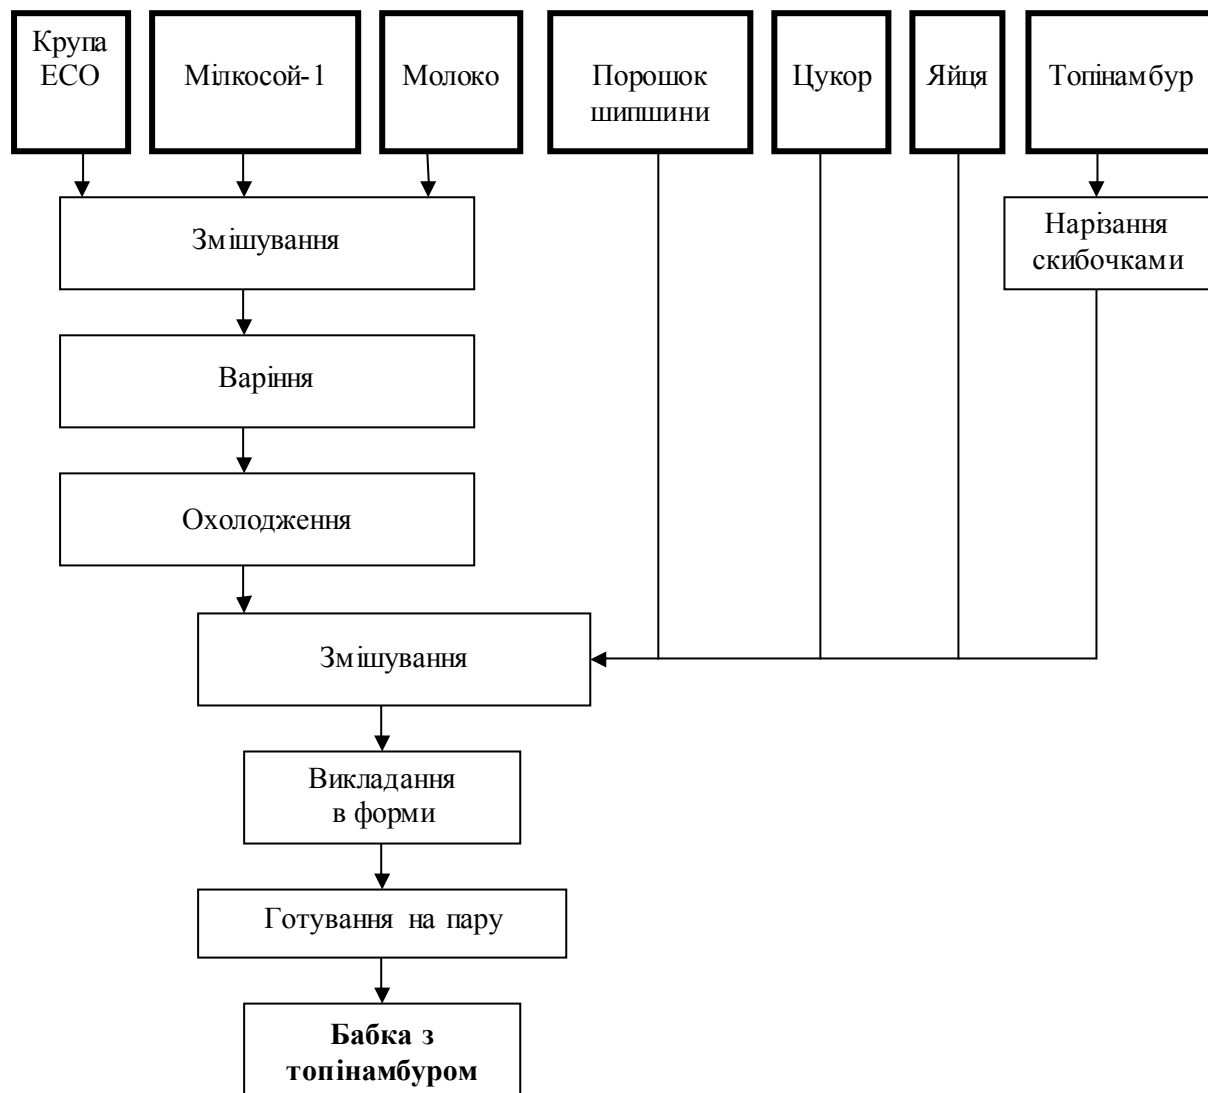 Крупа
ЕСО
Мілкосой-1
Молоко
Порошок
шипшини
Цукор
Яйця
Топінамбур
Змішування
Нарізання
скибочками
Варіння
Охолодження
Змішування
Викладання
в форми
Готування на пару
Бабка з
топінамбуром